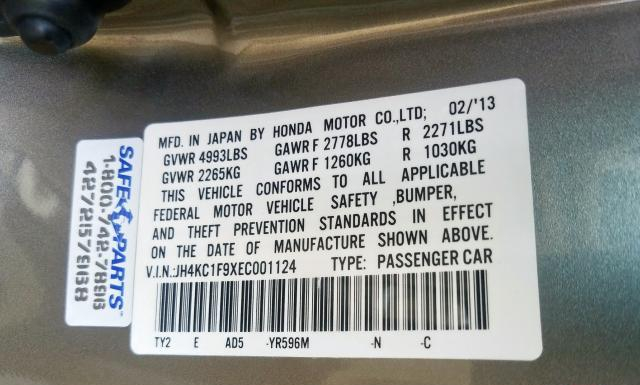 MFD. IN JAPAN BY HONDA MOTOR CO.,LTD; 02/'13
GVWR 4993LBS GAWR F 2778LBS R 2271LBS
GVWR 2265KG GAWR F 1260KG R 1030KG
THIS VEHICLE CONFORMS TO ALL APPLICABLE
FEDERAL MOTOR VEHICLE SAFETY ,BUMPER,
AND THEFT PREVENTION STANDARDS IN EFFECT
ON THE DATE OF MANUFACTURE SHOWN ABOVE.
V.I.N.:JH4KC1F9XEC001124 TYPE: PASSENGER CAR
TY2 E AD5 -YR596M -N -C
SAFE PARTS
1-800-742-7893